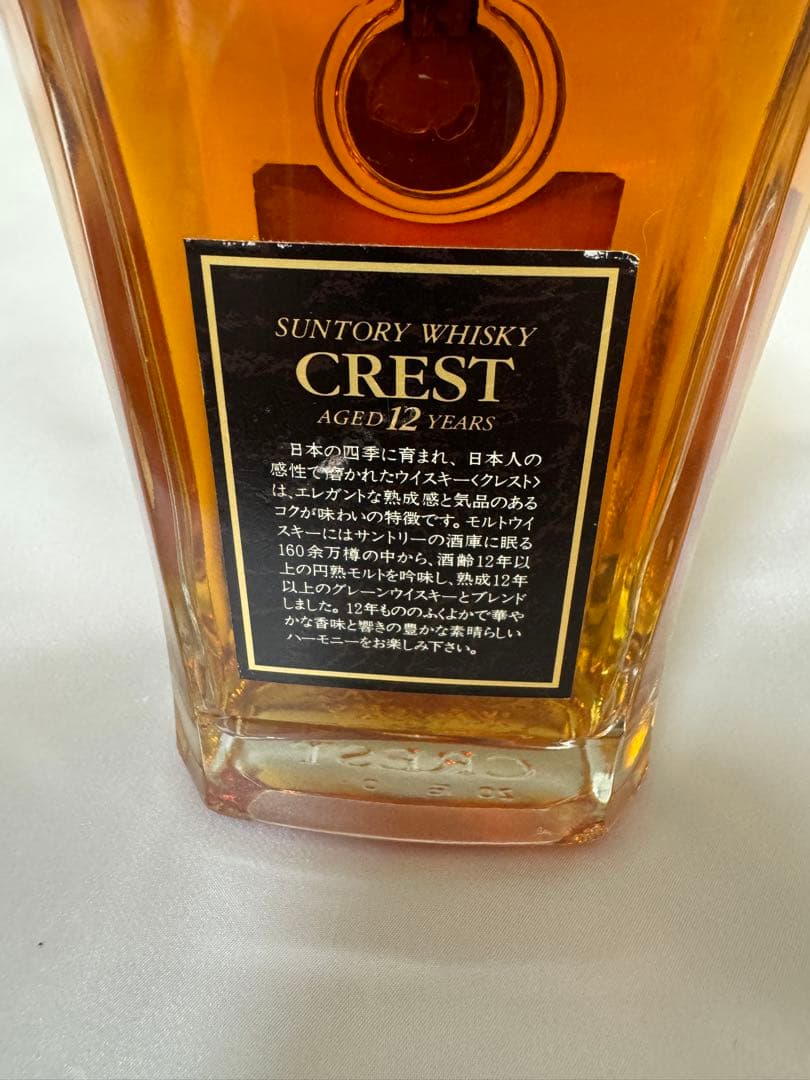 SUNTORY WHISKY
CREST
AGED 12 YEARS
日本の四季に育まれ、日本人の
感性で磨かれたウイスキー〈クレスト〉
は、エレガントな熟成感と気品のある
コクが味わいの特徴です。モルトウイ
スキーにはサントリーの酒庫に眠る
160余万樽の中から、酒齢12年以
上の円熟モルトを吟味し、熟成12年
以上のグレーンウイスキーとブレンド
しました。12年もののふくよかで華や
かな香味と響きの豊かな素晴らしい
ハーモニーをお楽しみ下さい。
CREST